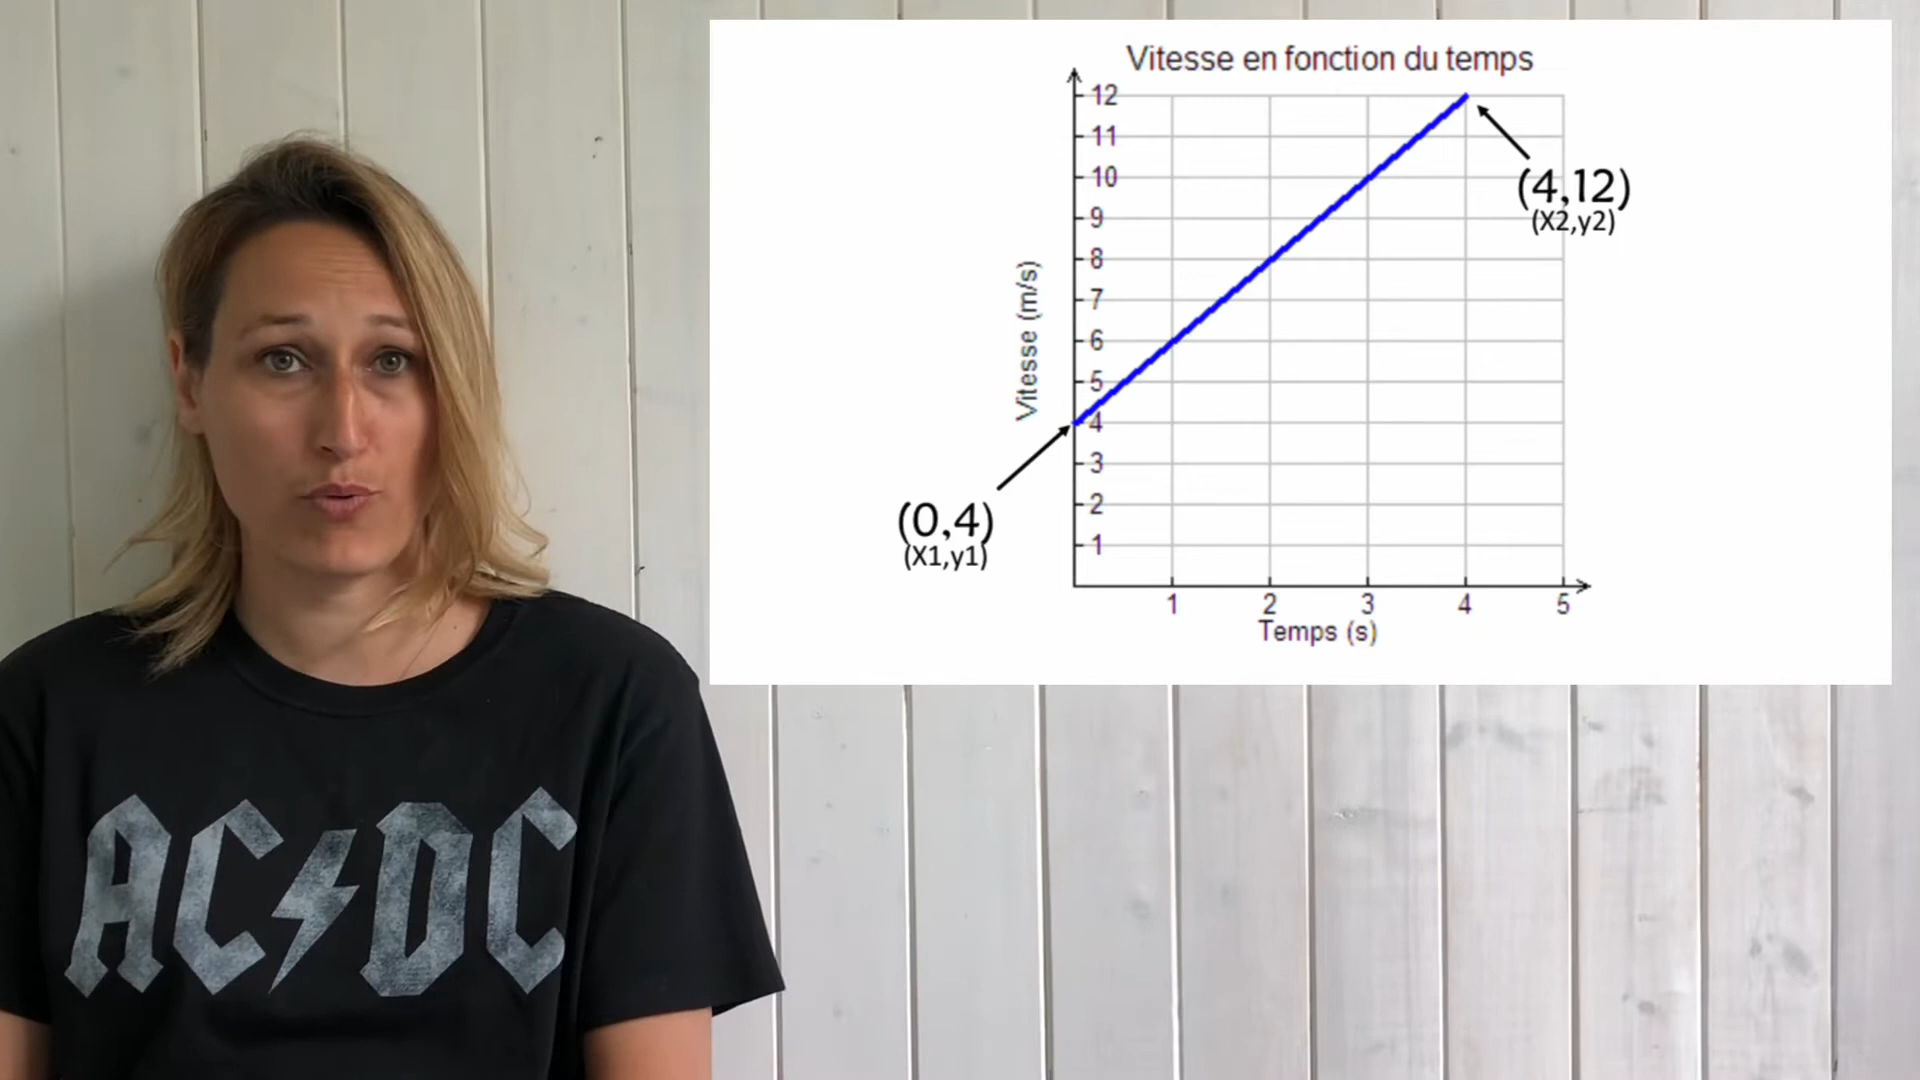 Vitesse en fonction du temps
12
11
10
9
8
7
6
5
4
3
2
1
Vitesse (m/s)
(4,12)
(X2,y2)
(0,4)
(X1,y1)
1 2 3 4 5
Temps (s)
AC DC